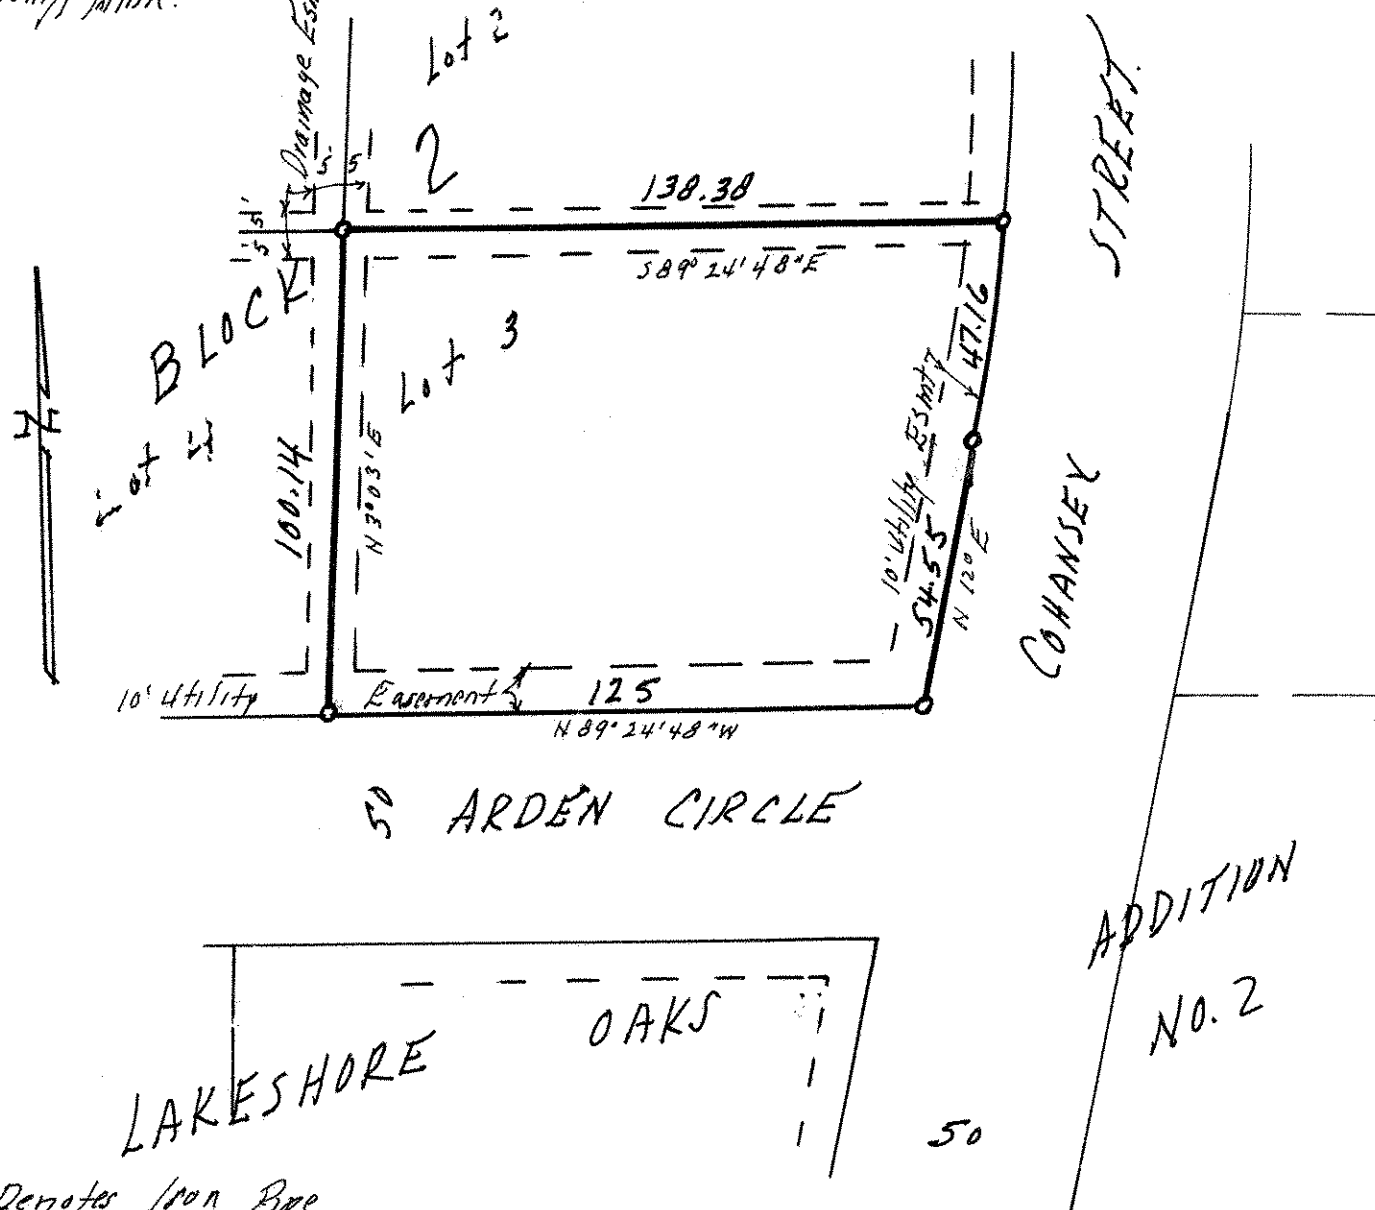 Drainage Es
Lot 2
2
STREET.
5' 5
5'
5'
138.38
S 89° 24' 48" E
BLOCK
Lot 3
47.16
Lot 4
100.14
N 3° 03' E
10' Utility Esmt
54.55
N 12° E
COHANSEY
10' Utility Easement
125
N 89° 24' 48" W
50 ARDEN CIRCLE
ADDITION
NO. 2
LAKESHORE OAKS
50
Denotes Iron Pipe
N